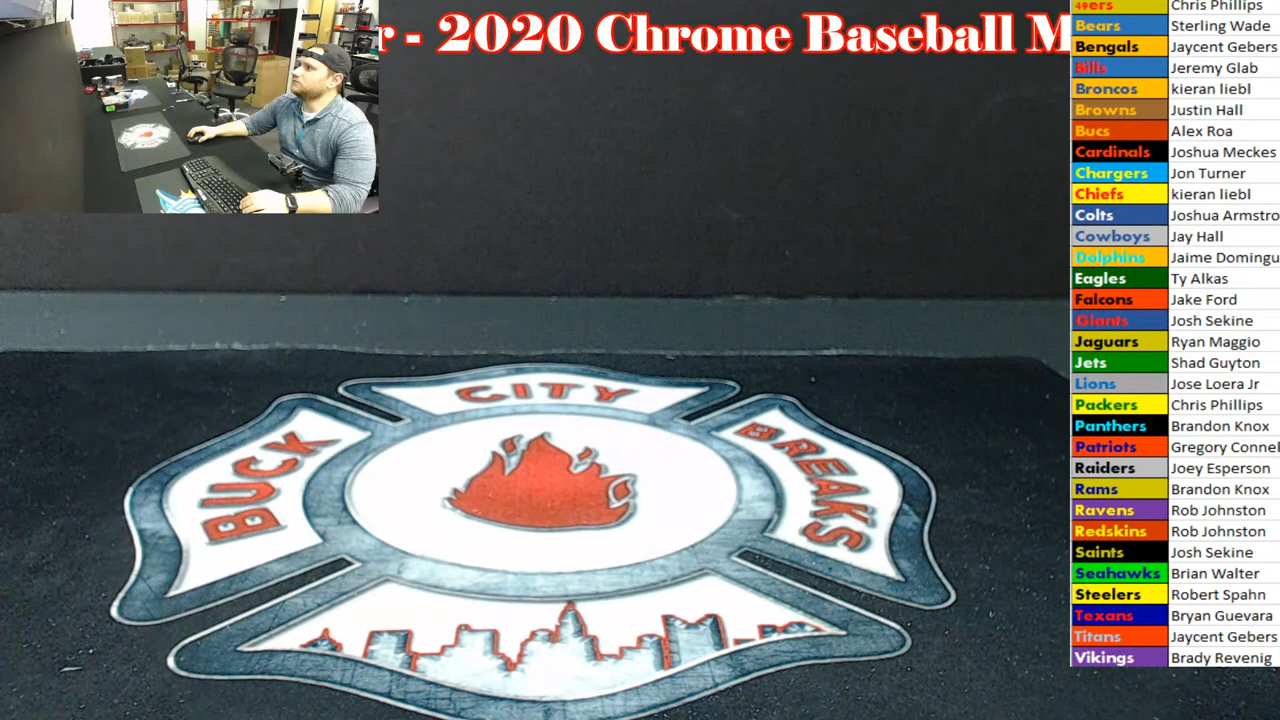 r - 2020 Chrome Baseball M
49ers Chris Phillips
Bears Sterling Wade
Bengals Jaycent Gebers
Bills Jeremy Glab
Broncos kieran liebl
Browns Justin Hall
Bucs Alex Roa
Cardinals Joshua Meckes
Chargers Jon Turner
Chiefs kieran liebl
Colts Joshua Armstro
Cowboys Jay Hall
Dolphins Jaime Domingu
Eagles Ty Alkas
Falcons Jake Ford
Giants Josh Sekine
Jaguars Ryan Maggio
Jets Shad Guyton
Lions Jose Loera Jr
Packers Chris Phillips
Panthers Brandon Knox
Patriots Gregory Connel
Raiders Joey Esperson
Rams Brandon Knox
Ravens Rob Johnston
Redskins Rob Johnston
Saints Josh Sekine
Seahawks Brian Walter
Steelers Robert Spahn
Texans Bryan Guevara
Titans Jaycent Gebers
Vikings Brady Revenig
CITY
BUCK
BREAKS